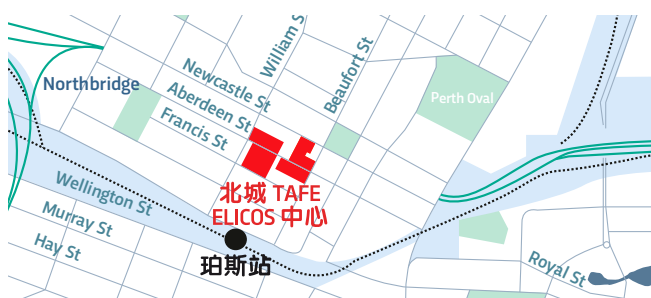 William St
Beaufort St
Newcastle St
Northbridge
Aberdeen St
Perth Oval
Francis St
北城 TAFE
ELICOS 中心
Wellington St
Murray St
Hay St
珀斯站
Royal St